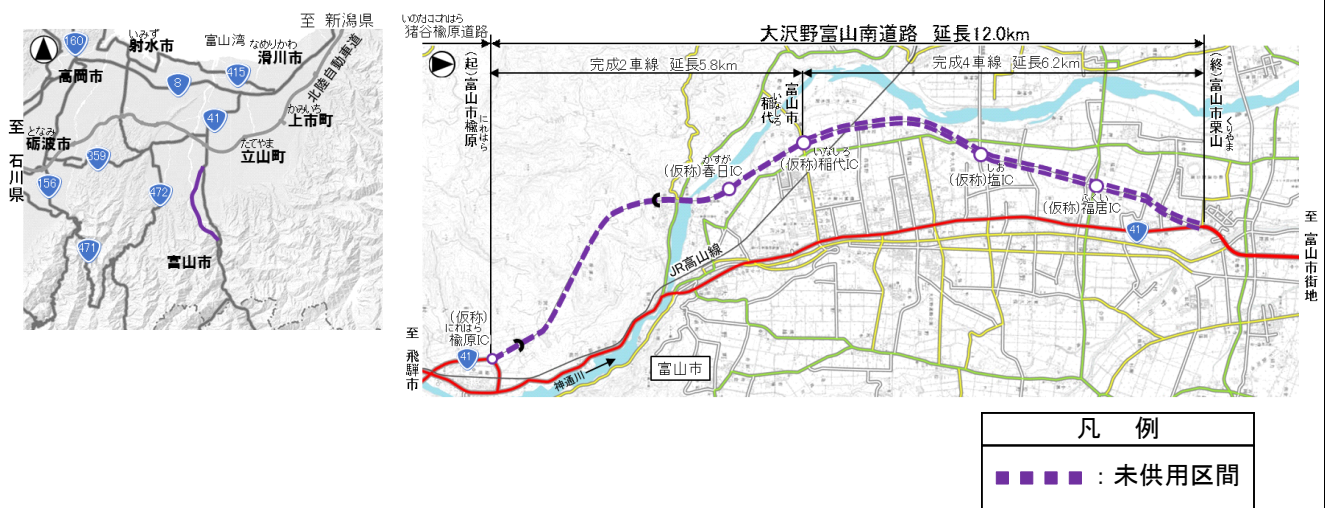 至 新潟県
160
いみず
射水市
富山湾
なめりかわ
滑川市
高岡市
8
415
北陸自動車道
至 石川県
となみ
砺波市
41
かみいち
上市町
359
たてやま
立山町
156
472
471
富山市
猪谷楡原道路
大沢野富山南道路 延長12.0km
完成2車線 延長5.8km
完成4車線 延長6.2km
(起)富山市楡原
にれはら
富山市稲代
いなしろ
(終)富山市栗山
くりやま
かすが
(仮称)春日IC
いなしろ
(仮称)稲代IC
しお
(仮称)塩IC
ふくい
(仮称)福居IC
41
至 富山市街地
JR高山線
(仮称)
にれはら
楡原IC
至 飛騨市
41
神通川
富山市
凡 例
：未供用区間